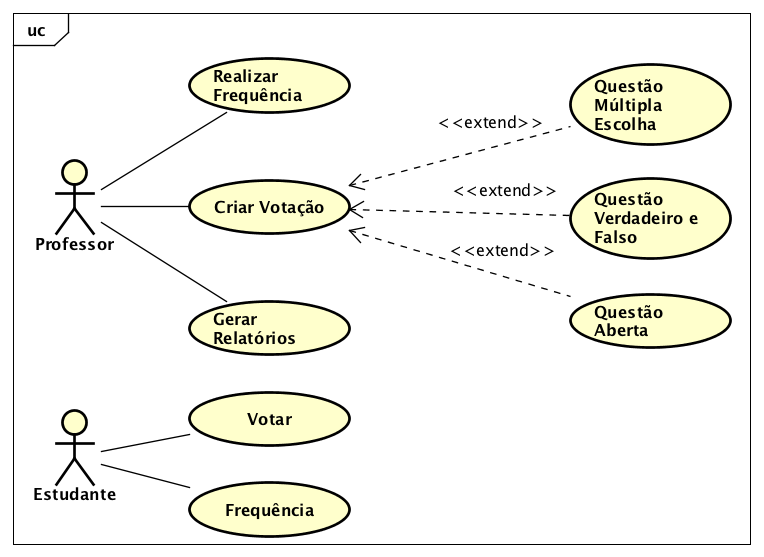 uc
Realizar
Frequência
Questão
Múltipla
Escolha
<<extend>>
Professor
Criar Votação
<<extend>>
Questão
Verdadeiro e
Falso
<<extend>>
Gerar
Relatórios
Questão
Aberta
Estudante
Votar
Frequência